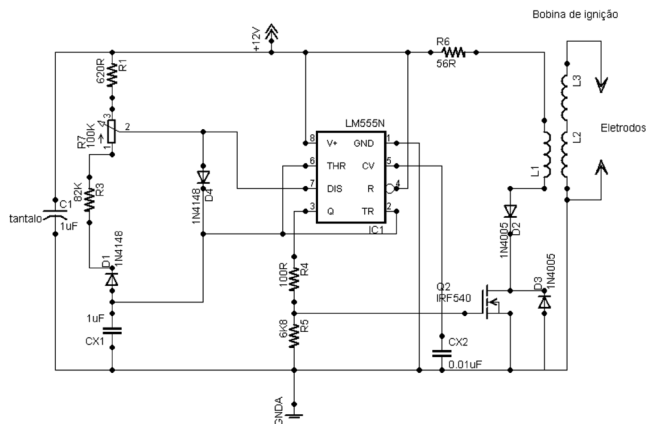 Bobina de ignição
+12V
R6
56R
620R
R1
LM555N
L3
3
R7
100K
2
1
8 V+ GND 1
6 THR CV 5
7 DIS R 4
3 Q TR 2
IC1
Eletrodos
L2
L1
82K
R3
D4
1N4148
C1
tantalo
1uF
1N4005
D2
D1
1N4148
100R
R4
Q2
IRF540
D3
1N4005
1uF
CX1
6K8
R5
CX2
0.01uF
GNDA